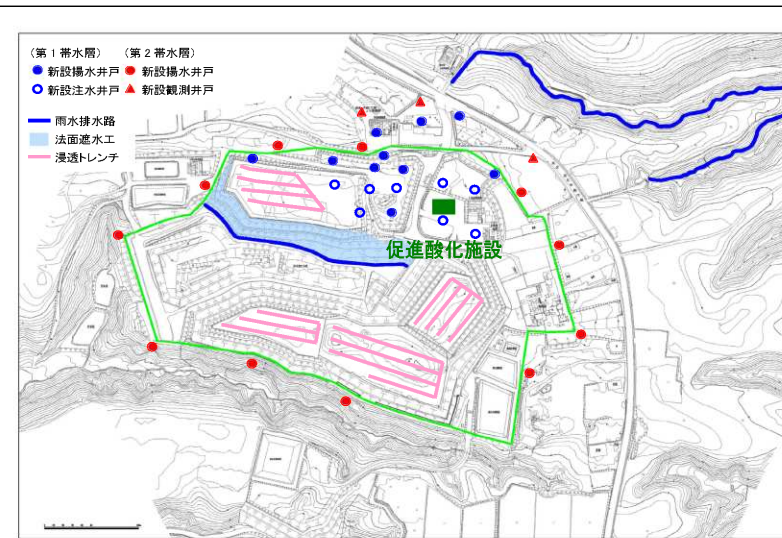 （第１帯水層） （第２帯水層）
新設揚水井戸 新設揚水井戸
新設注水井戸 新設観測井戸
雨水排水路
法面遮水工
浸透トレンチ
促進酸化施設